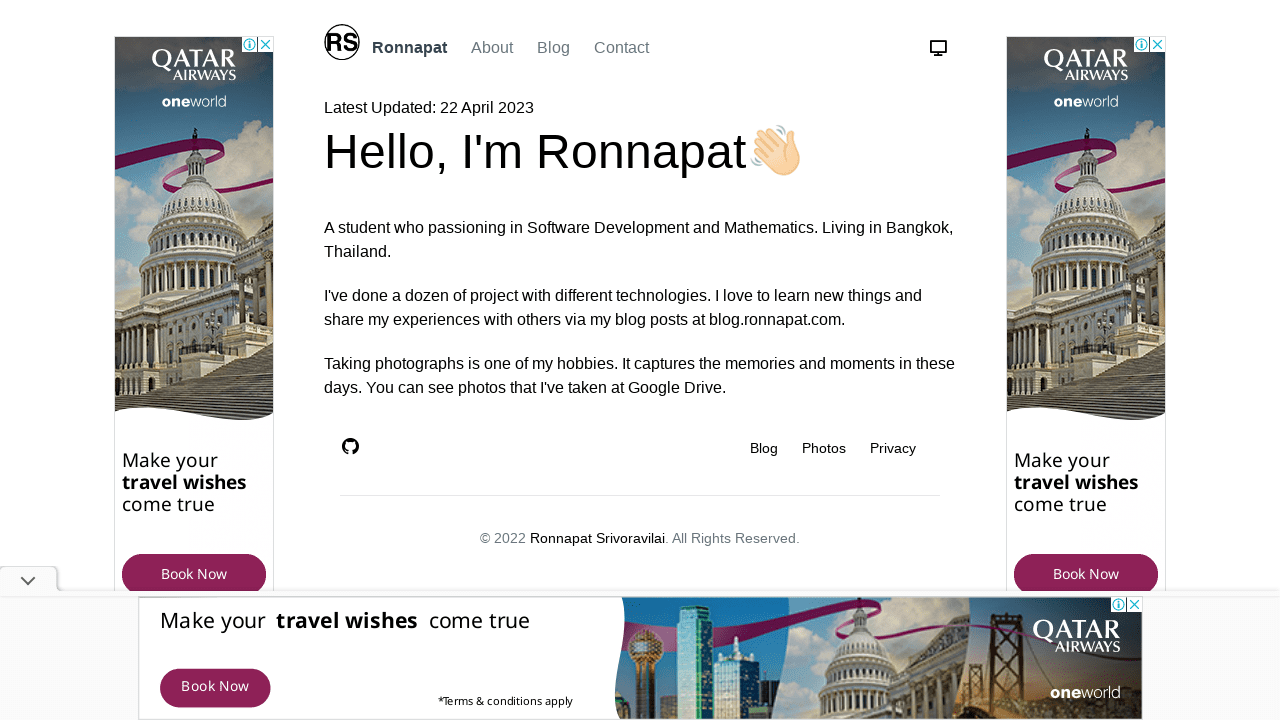 RS
Ronnapat About Blog Contact
Latest Updated: 22 April 2023
Hello, I'm Ronnapat
A student who passioning in Software Development and Mathematics. Living in Bangkok,
Thailand.
I've done a dozen of project with different technologies. I love to learn new things and
share my experiences with others via my blog posts at blog.ronnapat.com.
Taking photographs is one of my hobbies. It captures the memories and moments in these
days. You can see photos that I've taken at Google Drive.
Blog Photos Privacy
© 2022 Ronnapat Srivoravilai. All Rights Reserved.
QATAR
AIRWAYS
oneworld
Make your
travel wishes
come true
Book Now
QATAR
AIRWAYS
oneworld
Make your
travel wishes
come true
Book Now
Make your travel wishes come true
Book Now
*Terms & conditions apply
QATAR
AIRWAYS
oneworld